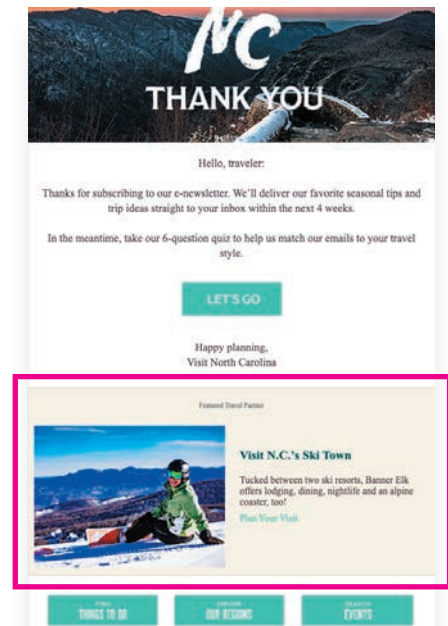 NC
THANK YOU
Hello, traveler:
Thanks for subscribing to our e-newsletter. We'll deliver our favorite seasonal tips and
trip ideas straight to your inbox within the next 4 weeks.
In the meantime, take our 6-question quiz to help us match our emails to your travel
style.
LET'S GO
Happy planning,
Visit North Carolina
Featured Travel Partner
Visit N.C.'s Ski Town
Tucked between two ski resorts, Banner Elk
offers lodging, dining, nightlife and an alpine
coaster, too!
Plan Your Visit
FIND
THINGS TO DO
EXPLORE
OUR REGIONS
SEARCH
EVENTS